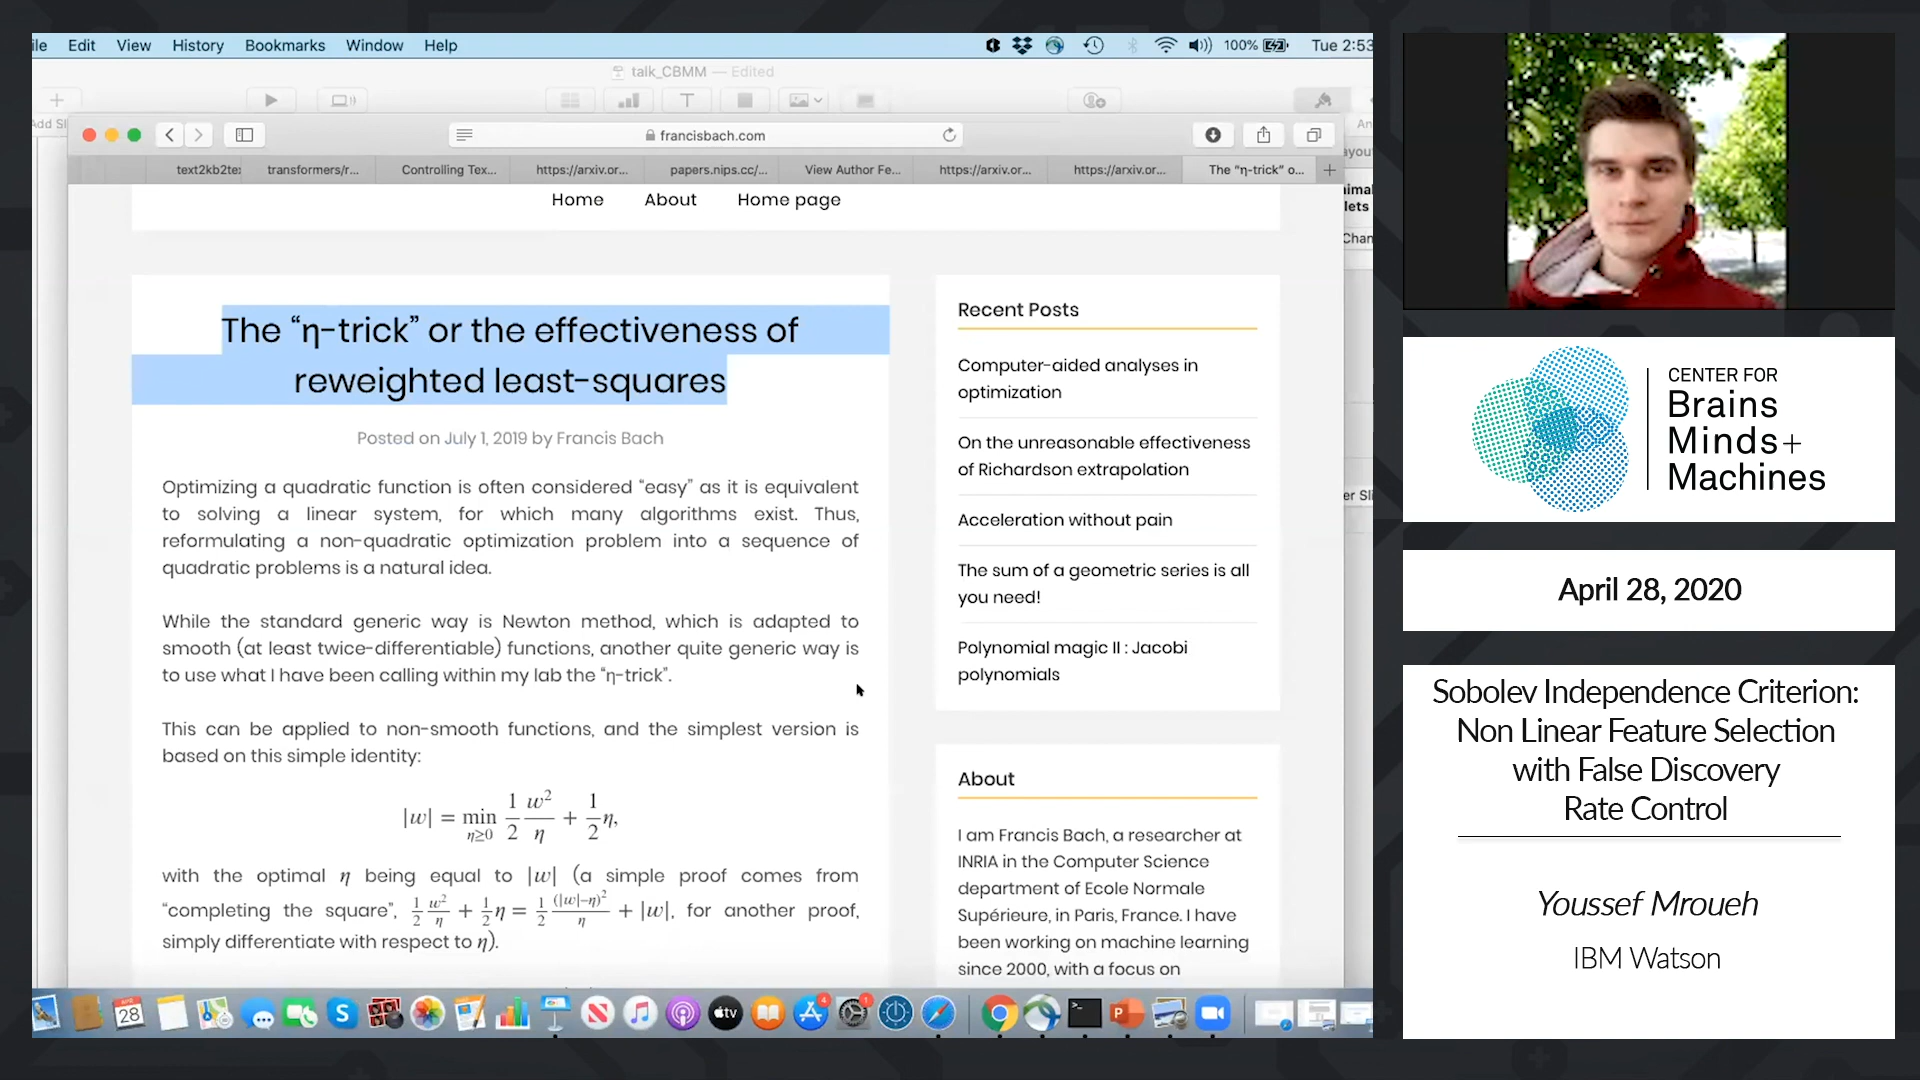 ile Edit View History Bookmarks Window Help 100% Tue 2:53
talk_CBMM — Edited
Add Sl
francisbach.com
text2kb2te transformers/r... Controlling Tex... https://arxiv.or... papers.nips.cc/... View Author Fe... https://arxiv.or... https://arxiv.or... The “η-trick” o...
Home About Home page
The “η-trick” or the effectiveness of
reweighted least-squares
Posted on July 1, 2019 by Francis Bach
Optimizing a quadratic function is often considered “easy” as it is equivalent
to solving a linear system, for which many algorithms exist. Thus,
reformulating a non-quadratic optimization problem into a sequence of
quadratic problems is a natural idea.
While the standard generic way is Newton method, which is adapted to
smooth (at least twice-differentiable) functions, another quite generic way is
to use what I have been calling within my lab the “η-trick”.
This can be applied to non-smooth functions, and the simplest version is
based on this simple identity:
|w| = min_{η≥0} 1/2 w²/η + 1/2 η,
with the optimal η being equal to |w| (a simple proof comes from
“completing the square”, 1/2 w²/η + 1/2 η = 1/2 (|w|−η)²/η + |w|, for another proof,
simply differentiate with respect to η).
Recent Posts
Computer-aided analyses in
optimization
On the unreasonable effectiveness
of Richardson extrapolation
Acceleration without pain
The sum of a geometric series is all
you need!
Polynomial magic II : Jacobi
polynomials
About
I am Francis Bach, a researcher at
INRIA in the Computer Science
department of Ecole Normale
Supérieure, in Paris, France. I have
been working on machine learning
since 2000, with a focus on
An
ayou
imal
lets
Chan
er Sli
28
tv
CENTER FOR
Brains
Minds+
Machines
April 28, 2020
Sobolev Independence Criterion:
Non Linear Feature Selection
with False Discovery
Rate Control
Youssef Mroueh
IBM Watson